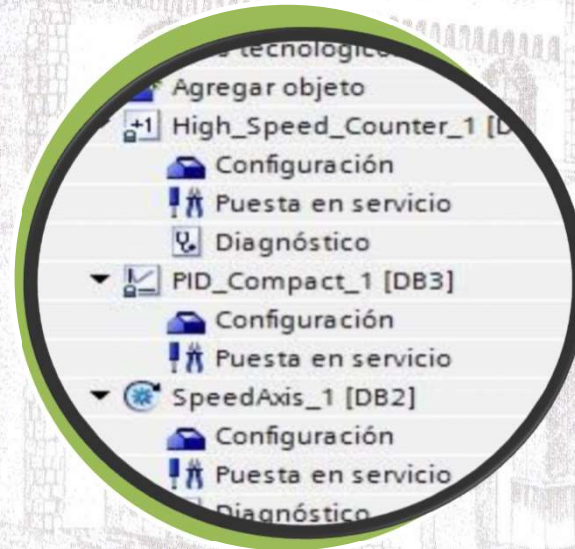 tecnológico
Agregar objeto
High_Speed_Counter_1 [D
Configuración
Puesta en servicio
Diagnóstico
PID_Compact_1 [DB3]
Configuración
Puesta en servicio
SpeedAxis_1 [DB2]
Configuración
Puesta en servicio
Diagnóstico